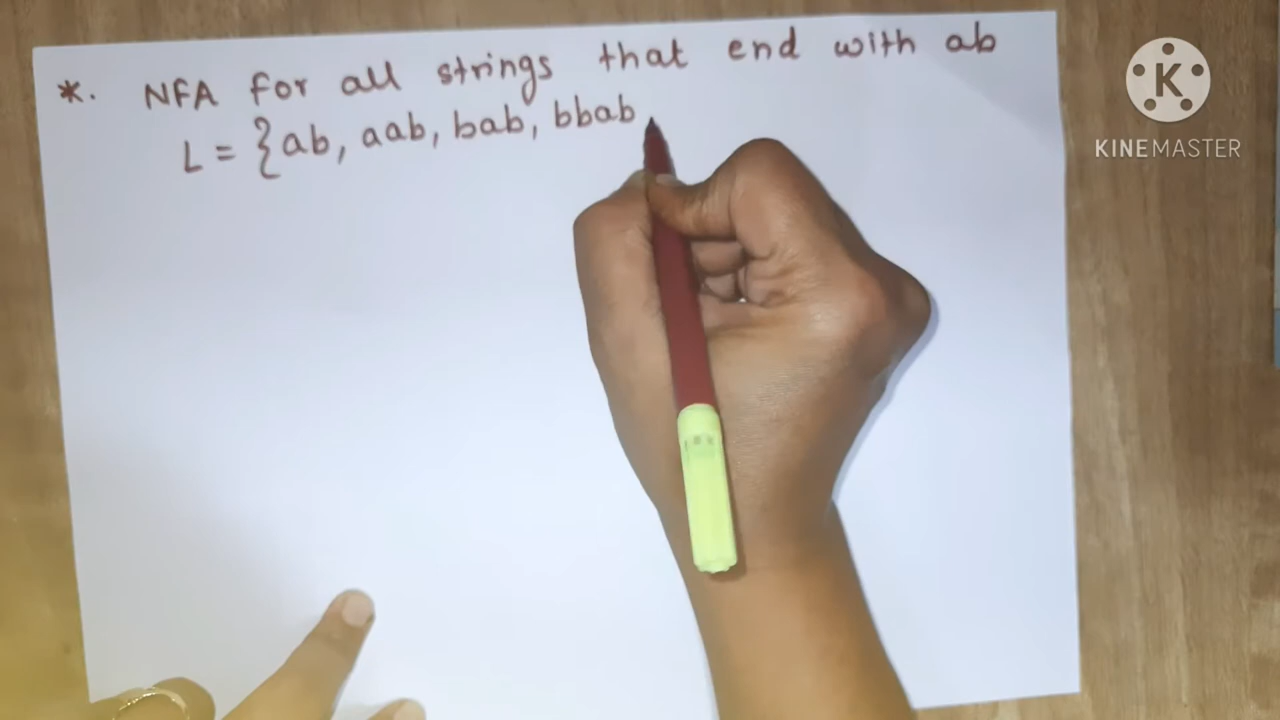 *. NFA for all strings that end with ab
L = {ab, aab, bab, bbab
K
KINEMASTER